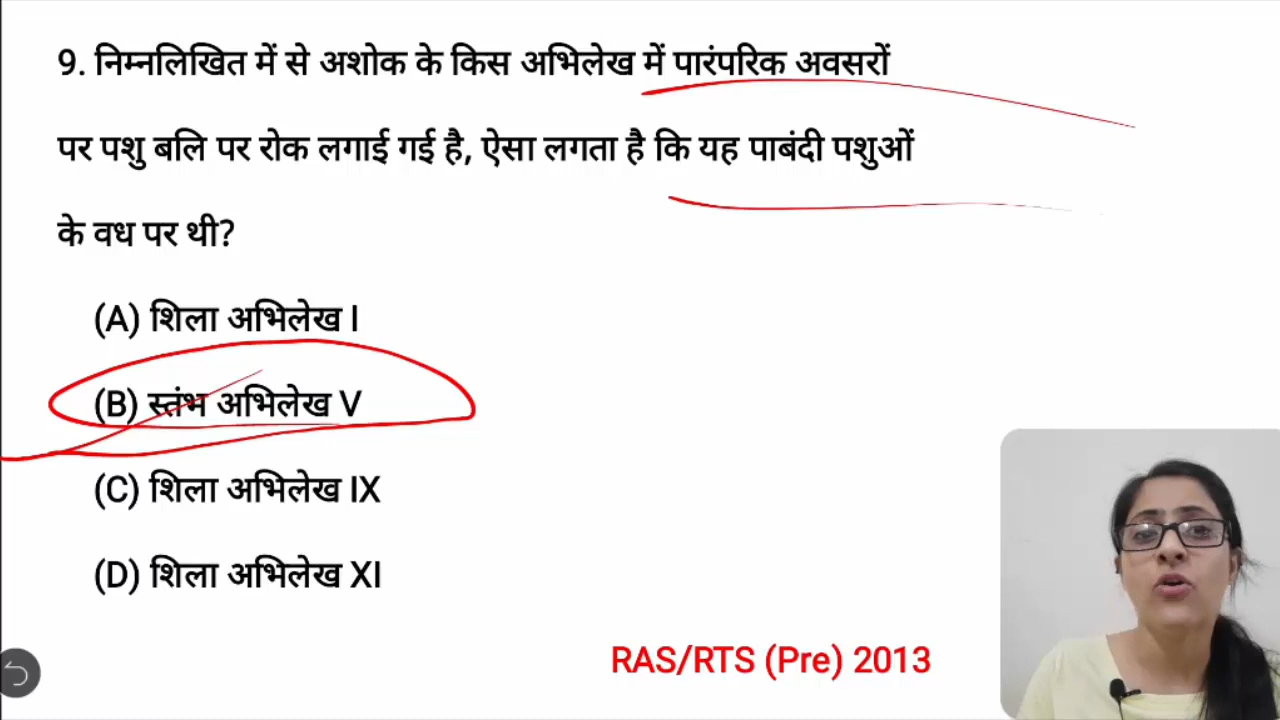 9. निम्नलिखित में से अशोक के किस अभिलेख में पारंपरिक अवसरों
पर पशु बलि पर रोक लगाई गई है, ऐसा लगता है कि यह पाबंदी पशुओं
के वध पर थी?
(A) शिला अभिलेख I
(B) स्तंभ अभिलेख V
(C) शिला अभिलेख IX
(D) शिला अभिलेख XI
RAS/RTS (Pre) 2013